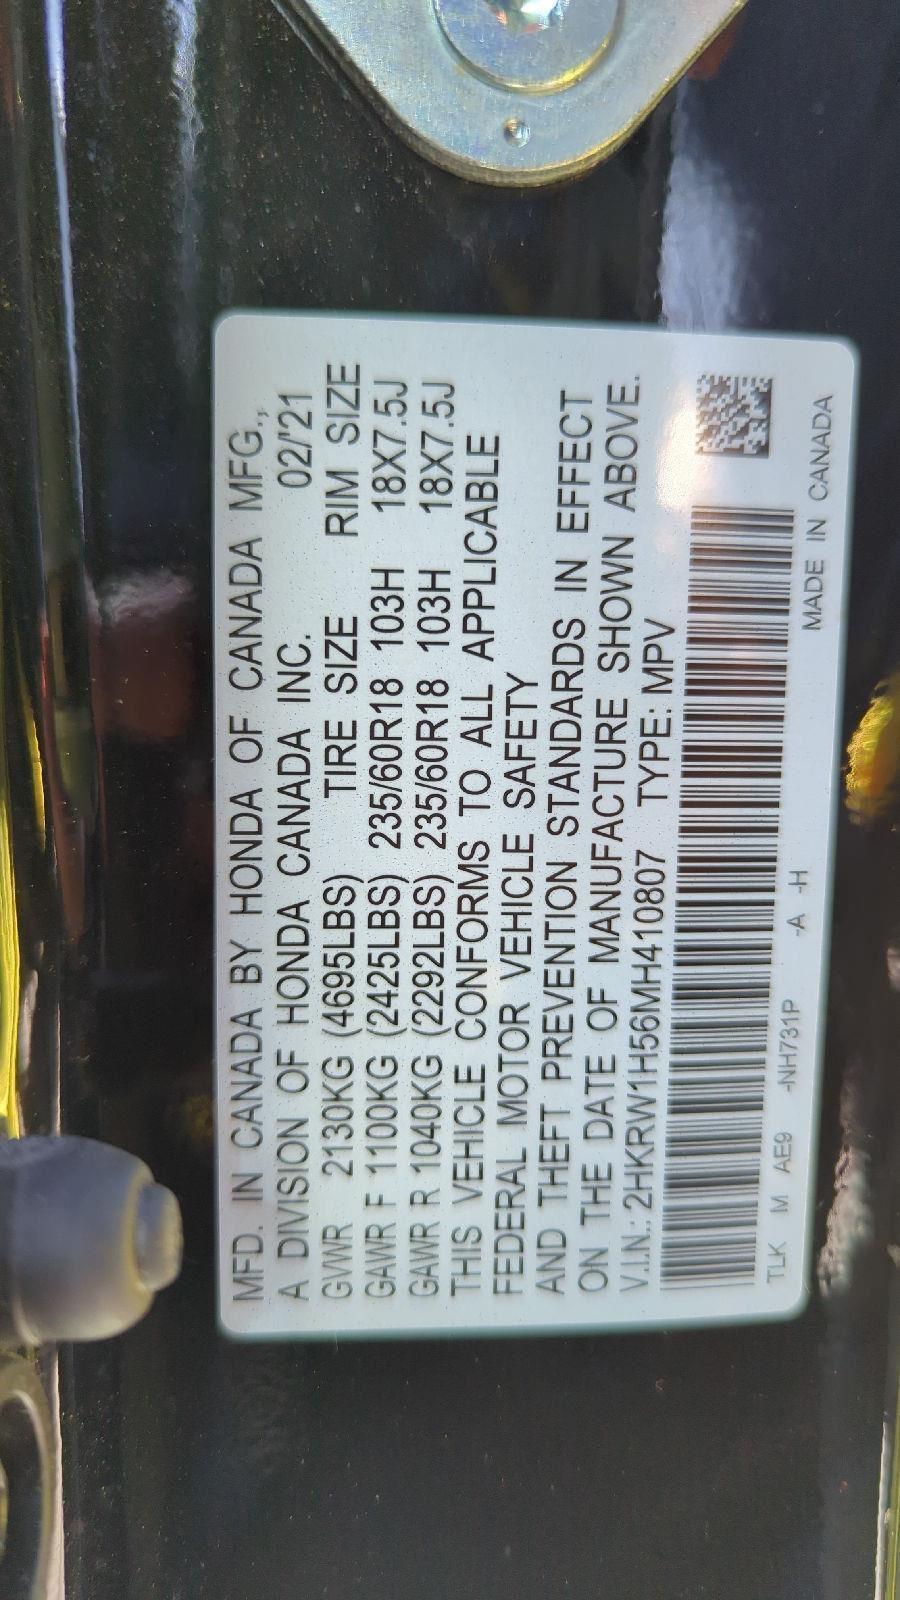 MFD. IN CANADA BY HONDA OF CANADA MFG.,
A DIVISION OF HONDA CANADA INC. 02/'21
GVWR 2130KG (4695LBS) TIRE SIZE RIM SIZE
GAWR F 1100KG (2425LBS) 235/60R18 103H 18X7.5J
GAWR R 1040KG (2292LBS) 235/60R18 103H 18X7.5J
THIS VEHICLE CONFORMS TO ALL APPLICABLE
FEDERAL MOTOR VEHICLE SAFETY
AND THEFT PREVENTION STANDARDS IN EFFECT
ON THE DATE OF MANUFACTURE SHOWN ABOVE.
V.I.N.: 2HKRW1H56MH410807 TYPE: MPV
TLK M AE9 -NH731P -A -H MADE IN CANADA